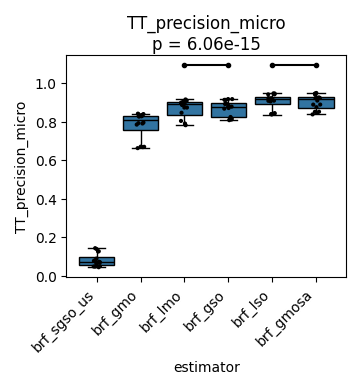 TT_precision_micro
p = 6.06e-15
TT_precision_micro
1.0
0.8
0.6
0.4
0.2
0.0
brf_sgso_us
brf_gmo
brf_lmo
brf_gso
brf_lso
brf_gmosa
estimator